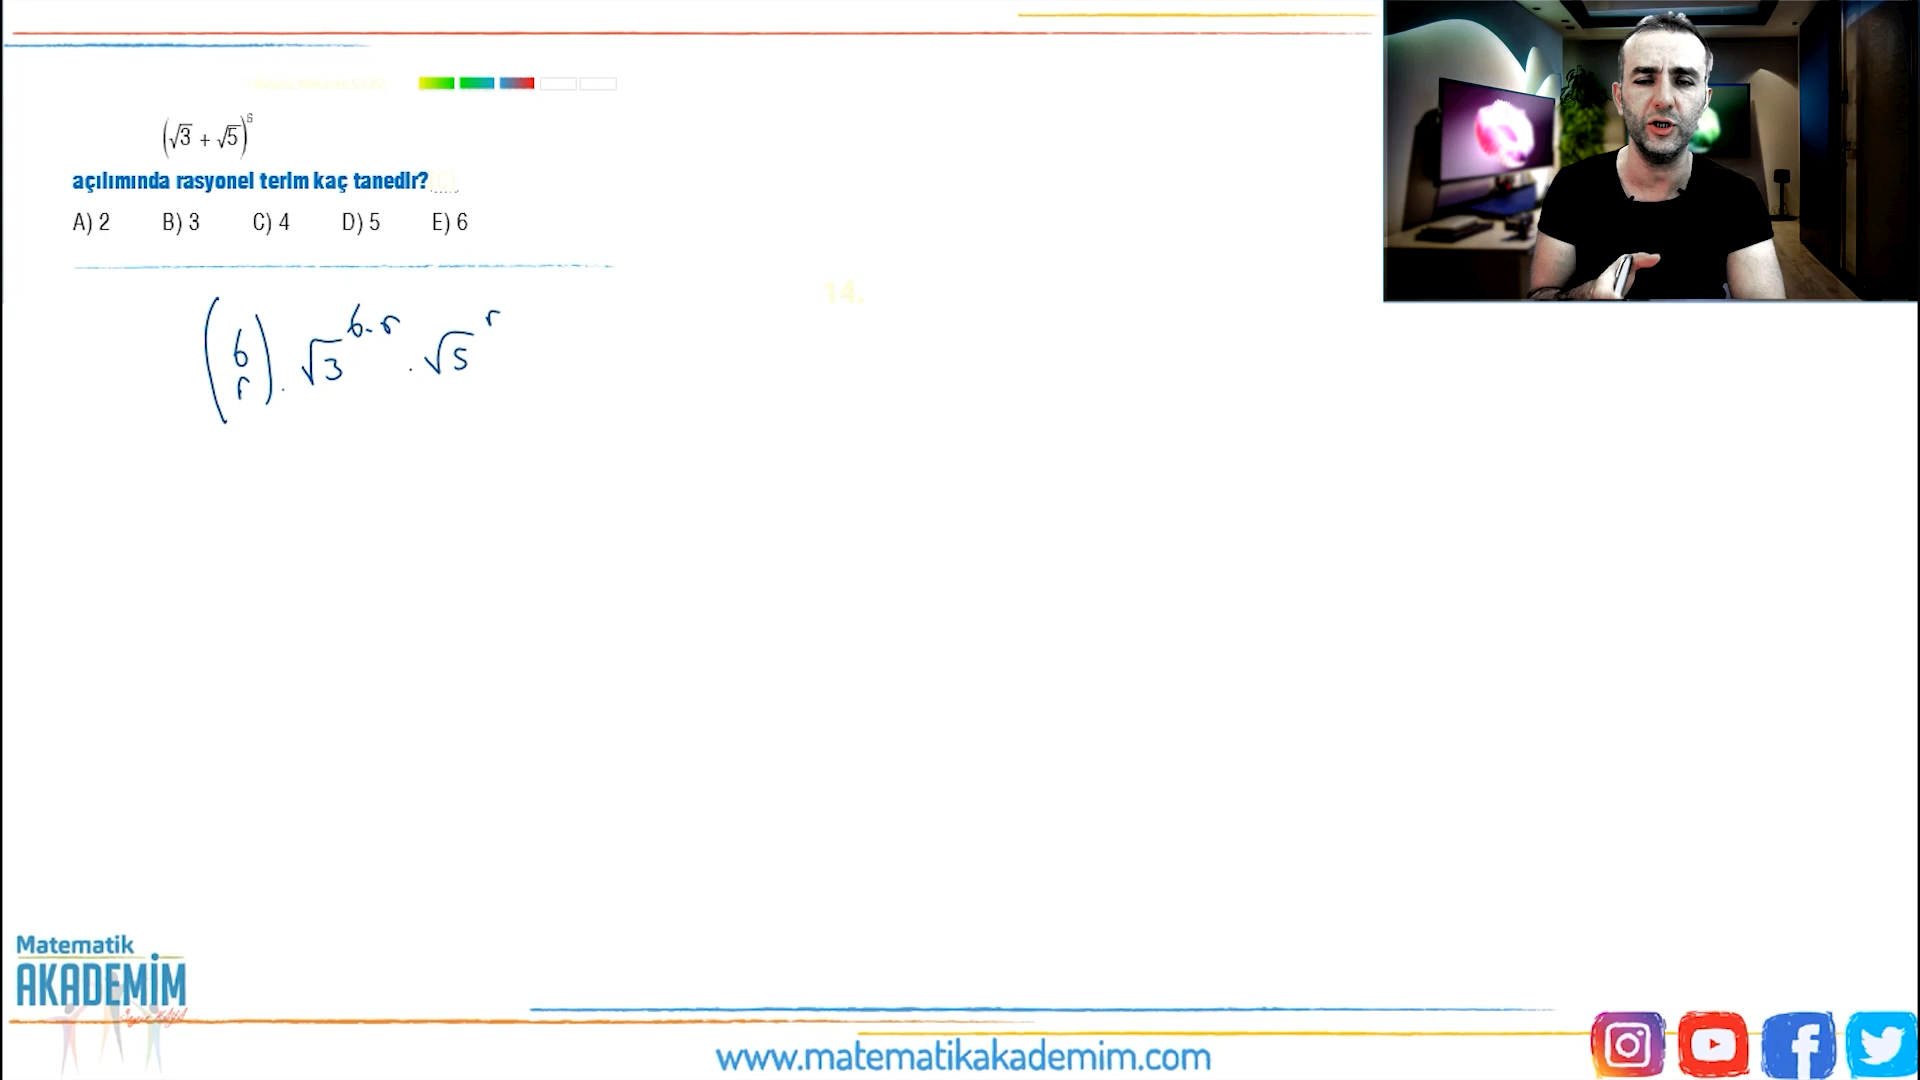 (√3 + √5)^6
açılımında rasyonel terim kaç tanedir?
A) 2 B) 3 C) 4 D) 5 E) 6
14.
(6 r) . √3^6-r . √5^r
Matematik
AKADEMİM
www.matematikakademim.com